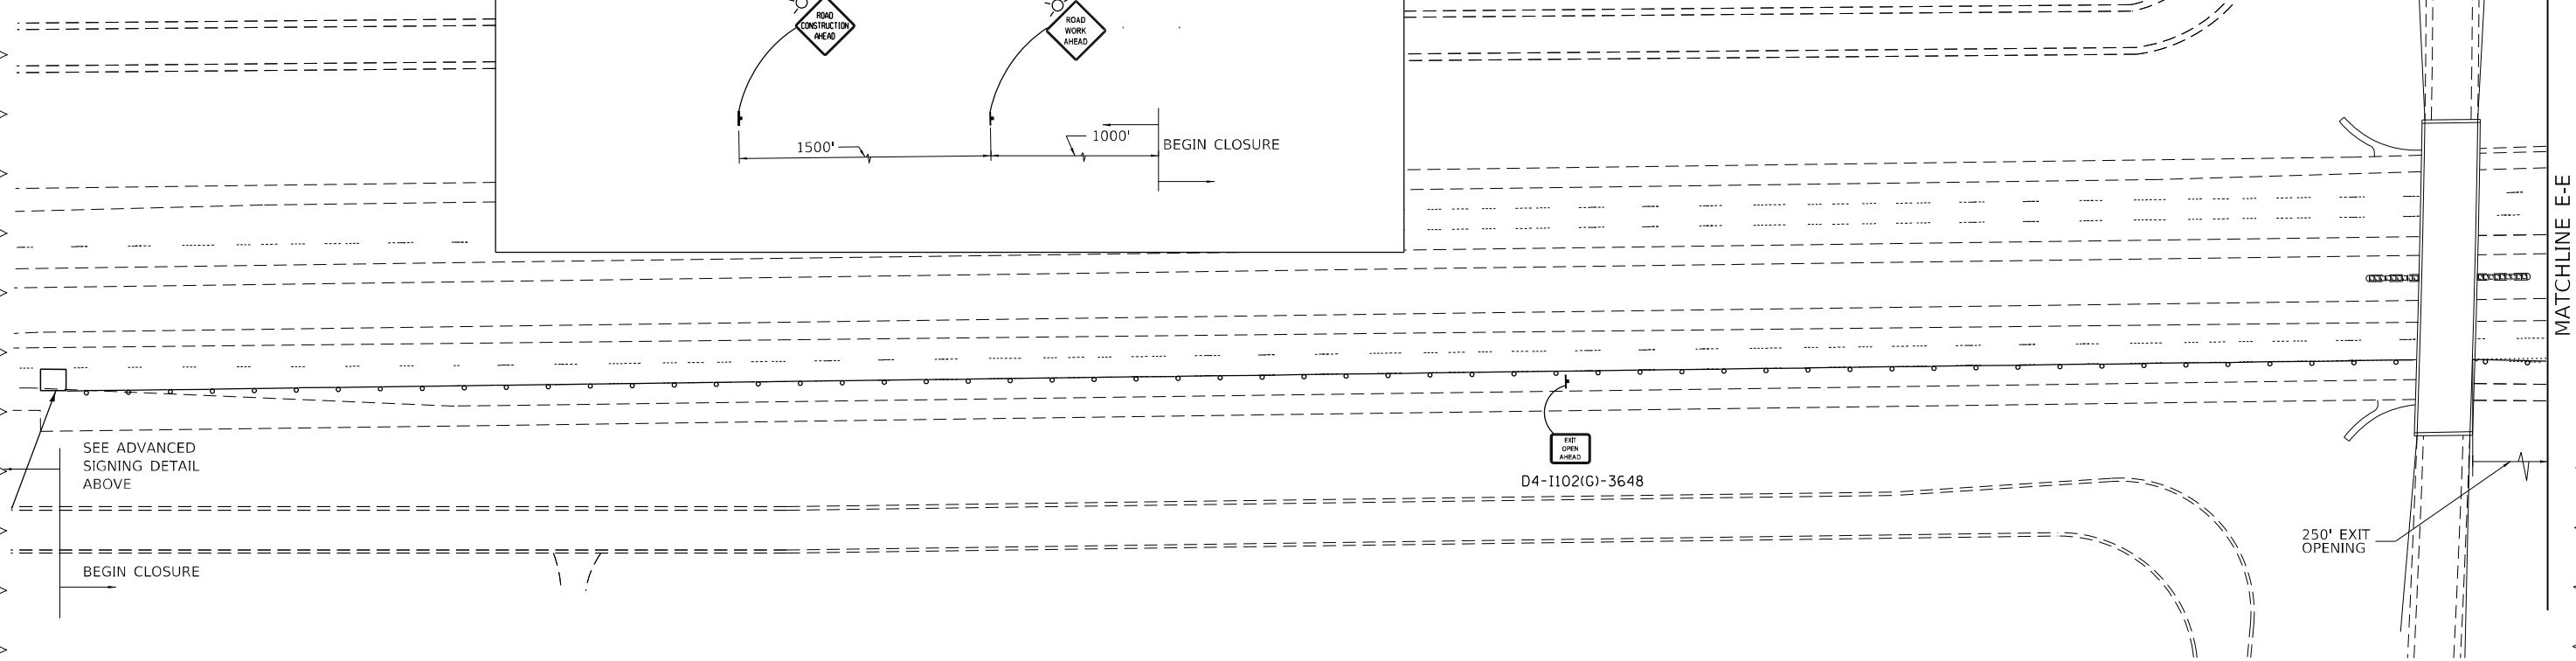 ROAD
CONSTRUCTION
AHEAD
ROAD
WORK
AHEAD
1500'
1000'
BEGIN CLOSURE
MATCHLINE E-E
SEE ADVANCED
SIGNING DETAIL
ABOVE
EXIT
OPEN
AHEAD
D4-I102(G)-3648
250' EXIT
OPENING
BEGIN CLOSURE